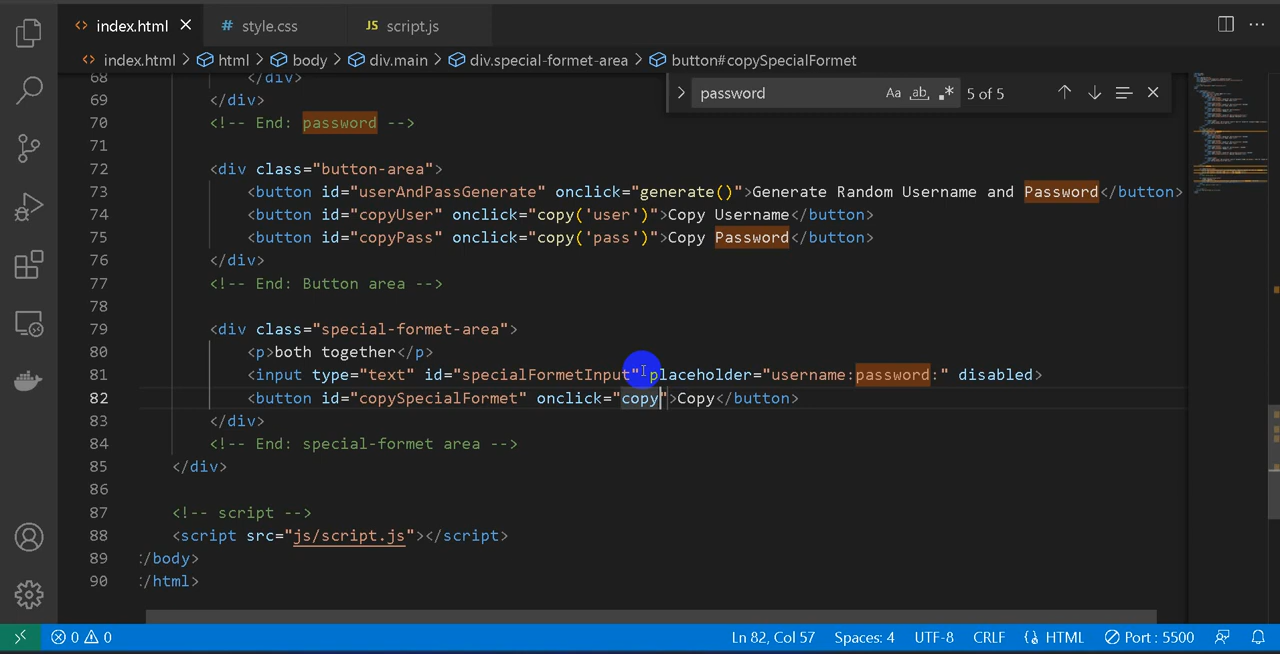 index.html
style.css
JS script.js
index.html > html > body > div.main > div.special-formet-area > button#copySpecialFormet
password Aa ab .* 5 of 5
68 </div>
69 </div>
70 <!-- End: password -->
71
72 <div class="button-area">
73 <button id="userAndPassGenerate" onclick="generate()">Generate Random Username and Password</button>
74 <button id="copyUser" onclick="copy('user')">Copy Username</button>
75 <button id="copyPass" onclick="copy('pass')">Copy Password</button>
76 </div>
77 <!-- End: Button area -->
78
79 <div class="special-formet-area">
80 <p>both together</p>
81 <input type="text" id="specialFormetInput" placeholder="username:password:" disabled>
82 <button id="copySpecialFormet" onclick="copy">Copy</button>
83 </div>
84 <!-- End: special-formet area -->
85 </div>
86
87 <!-- script -->
88 <script src="js/script.js"></script>
89 /body>
90 /html>
0 0 Ln 82, Col 57 Spaces: 4 UTF-8 CRLF HTML Port : 5500